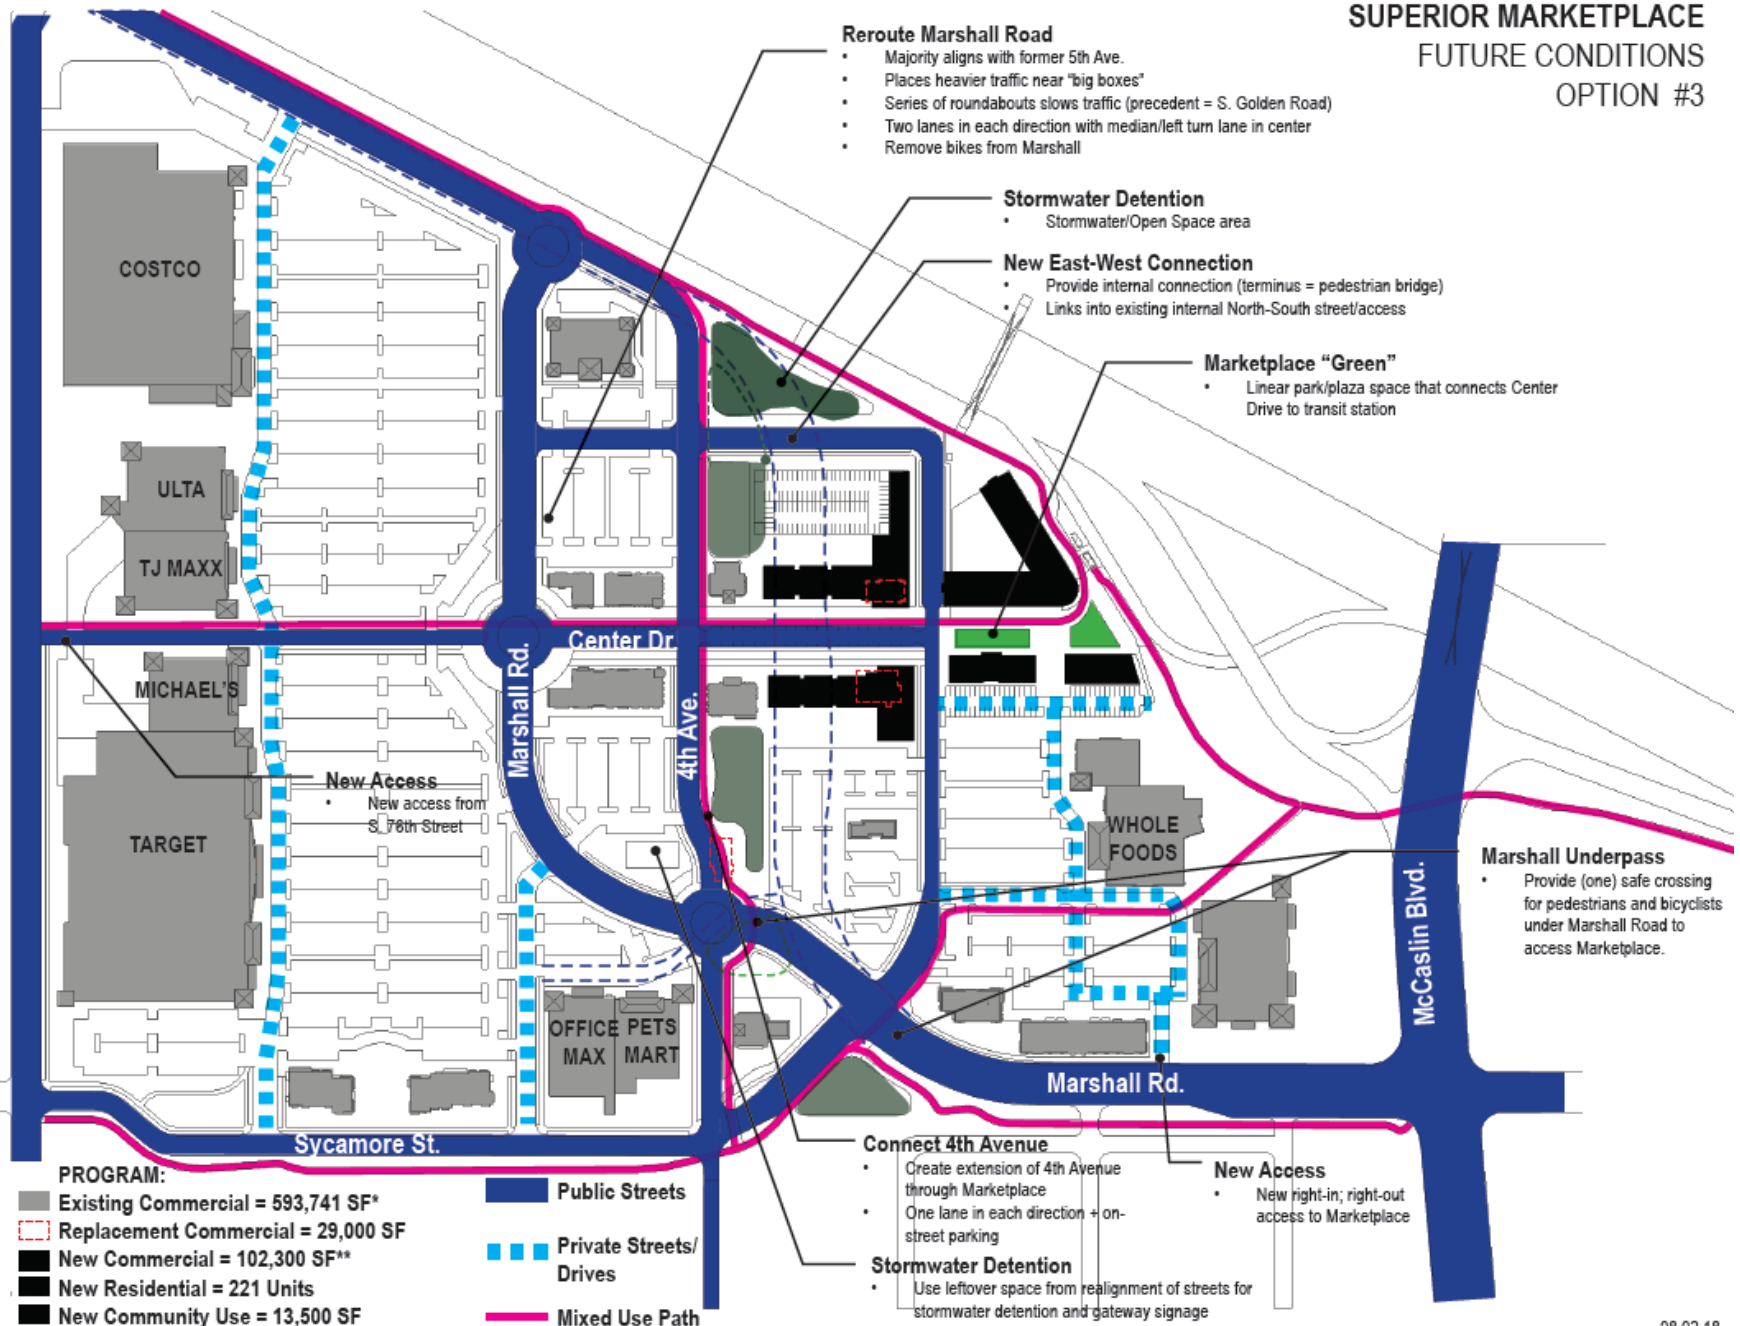 SUPERIOR MARKETPLACE
FUTURE CONDITIONS
OPTION #3
Reroute Marshall Road
• Majority aligns with former 5th Ave.
• Places heavier traffic near "big boxes"
• Series of roundabouts slows traffic (precedent = S. Golden Road)
• Two lanes in each direction with median/left turn lane in center
• Remove bikes from Marshall
Stormwater Detention
• Stormwater/Open Space area
New East-West Connection
• Provide internal connection (terminus = pedestrian bridge)
• Links into existing internal North-South street/access
Marketplace “Green”
• Linear park/plaza space that connects Center
Drive to transit station
COSTCO
ULTA
TJ MAXX
Center Dr.
MICHAEL'S
Marshall Rd.
4th Ave.
New Access
• New access from
S. 76th Street
TARGET
WHOLE
FOODS
McCaslin Blvd.
Marshall Underpass
• Provide (one) safe crossing
for pedestrians and bicyclists
under Marshall Road to
access Marketplace.
OFFICE
MAX
PETS
MART
Marshall Rd.
Sycamore St.
Connect 4th Avenue
• Create extension of 4th Avenue
through Marketplace
• One lane in each direction + on-
street parking
New Access
• New right-in; right-out
access to Marketplace
Stormwater Detention
• Use leftover space from realignment of streets for
stormwater detention and gateway signage
PROGRAM:
Existing Commercial = 593,741 SF*
Replacement Commercial = 29,000 SF
New Commercial = 102,300 SF**
New Residential = 221 Units
New Community Use = 13,500 SF
Public Streets
Private Streets/
Drives
Mixed Use Path